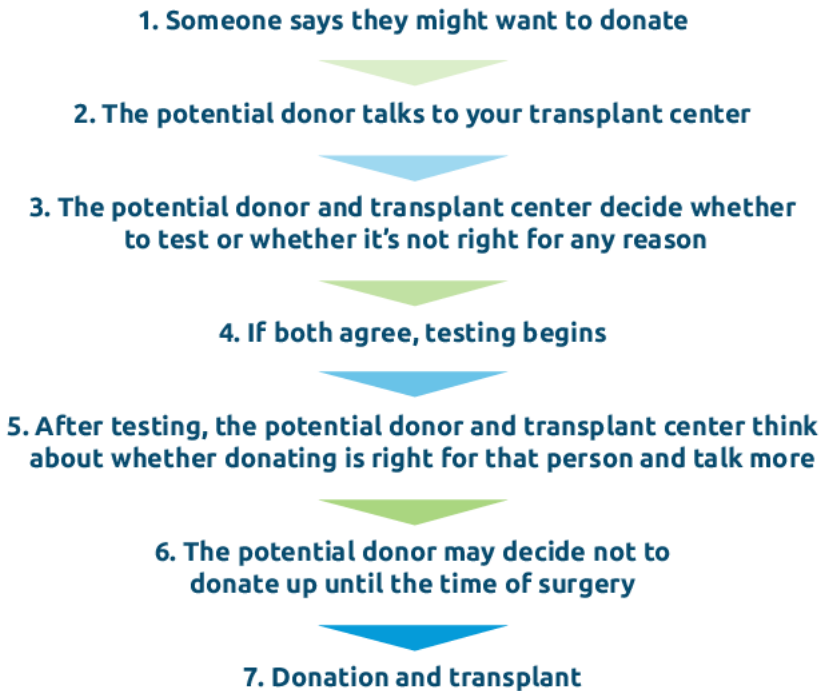 1. Someone says they might want to donate
2. The potential donor talks to your transplant center
3. The potential donor and transplant center decide whether
to test or whether it’s not right for any reason
4. If both agree, testing begins
5. After testing, the potential donor and transplant center think
about whether donating is right for that person and talk more
6. The potential donor may decide not to
donate up until the time of surgery
7. Donation and transplant